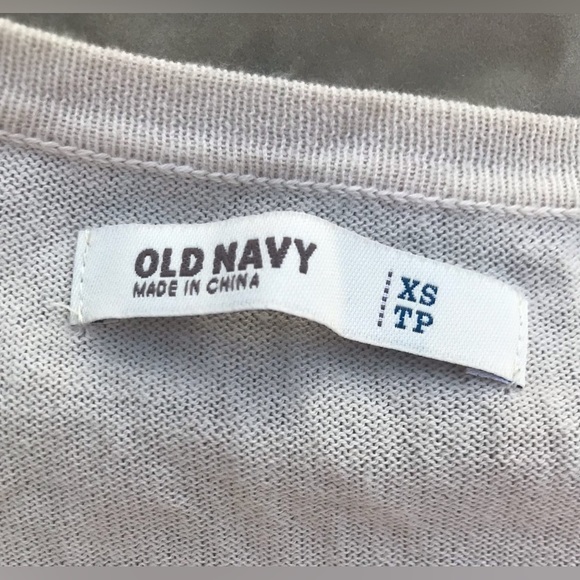 OLD NAVY
MADE IN CHINA
XS
TP